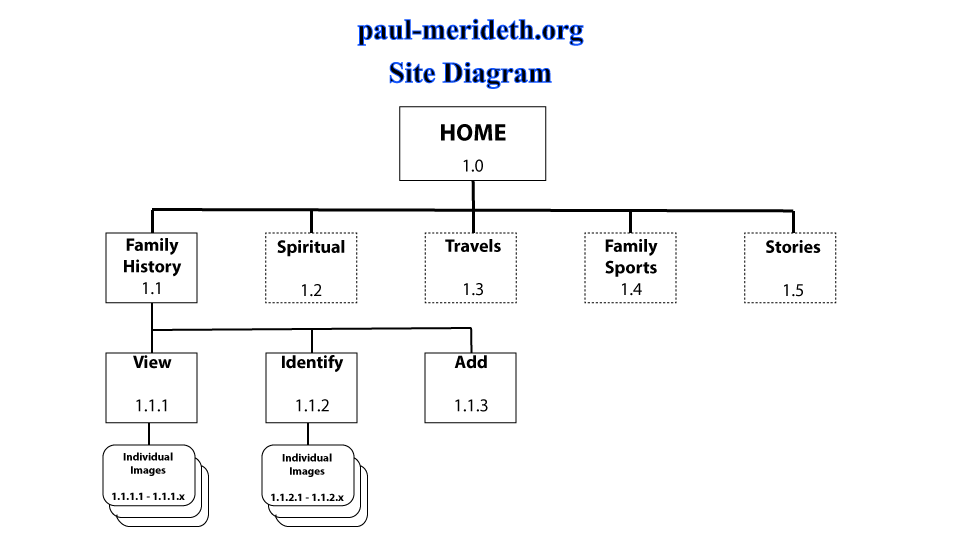 paul-merideth.org
Site Diagram
HOME
1.0
Family
History
1.1
Spiritual
1.2
Travels
1.3
Family
Sports
1.4
Stories
1.5
View
1.1.1
Identify
1.1.2
Add
1.1.3
Individual
Images
1.1.1.1 - 1.1.1.x
Individual
Images
1.1.2.1 - 1.1.2.x